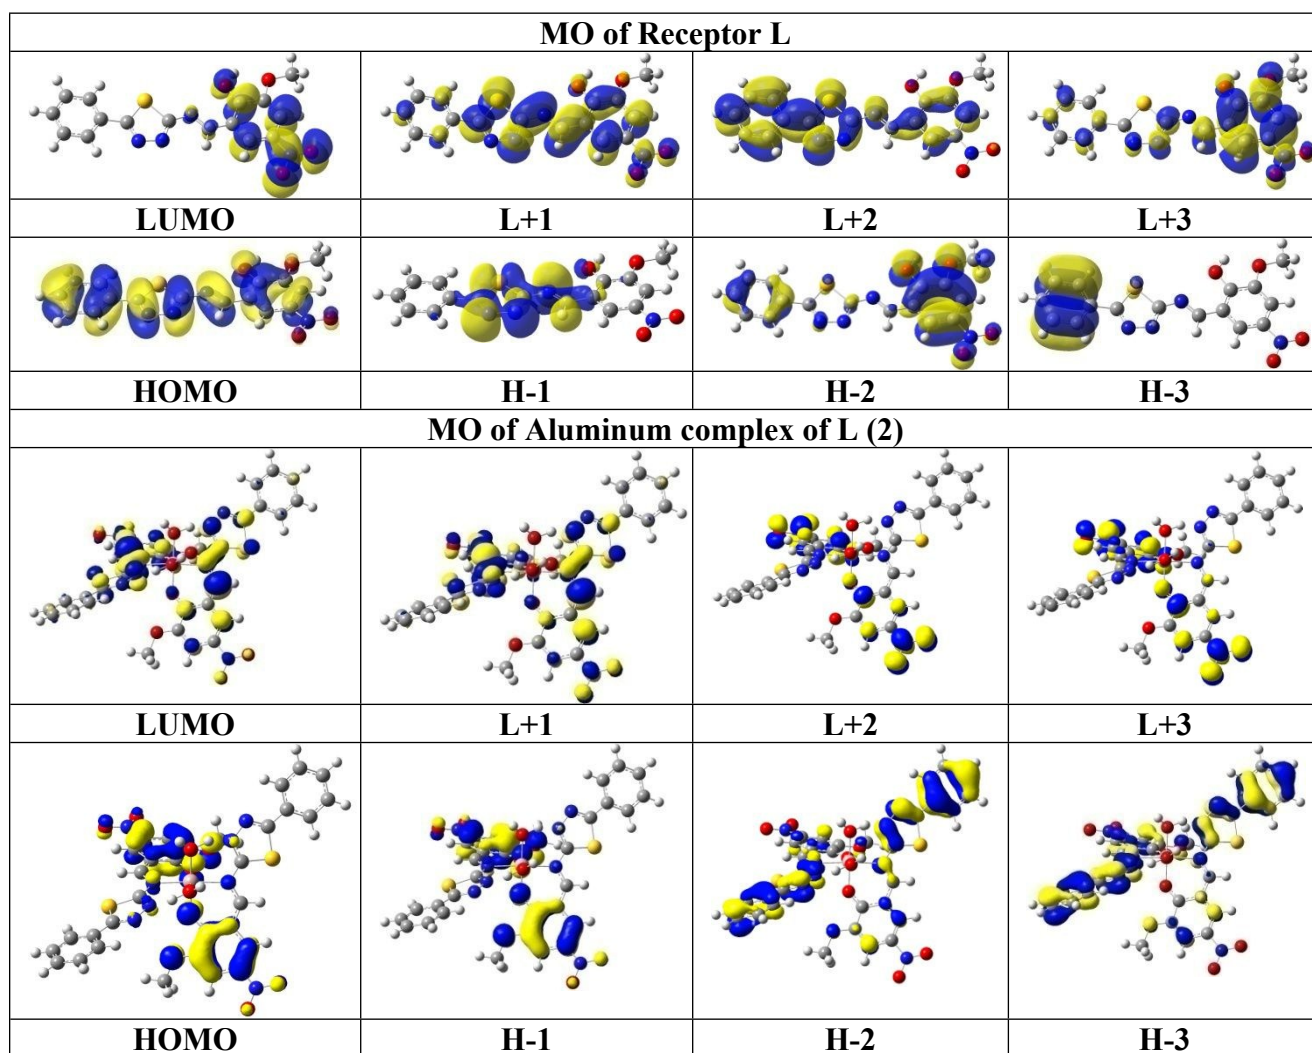 MO of Receptor L
LUMO L+1 L+2 L+3
HOMO H-1 H-2 H-3
MO of Aluminum complex of L (2)
LUMO L+1 L+2 L+3
HOMO H-1 H-2 H-3